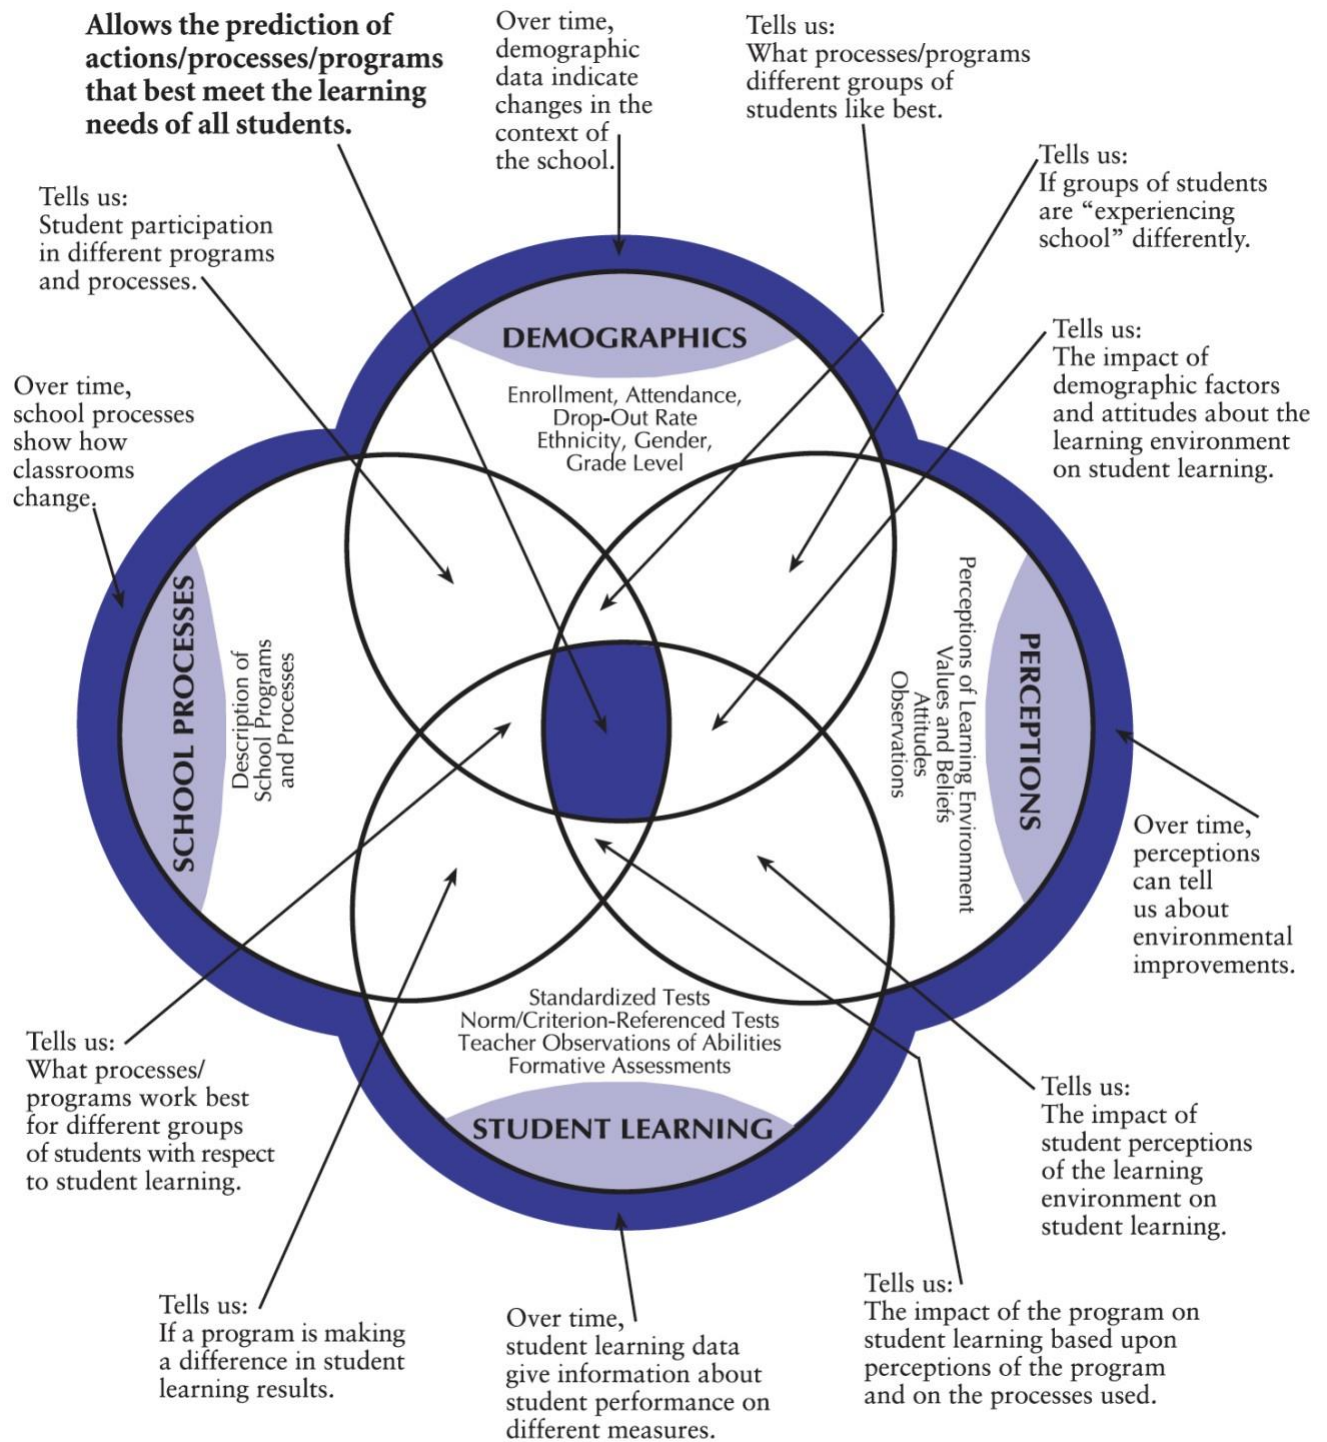 Allows the prediction of
actions/processes/programs
that best meet the learning
needs of all students.
Over time,
demographic
data indicate
changes in the
context of
the school.
Tells us:
What processes/programs
different groups of
students like best.
Tells us:
If groups of students
are “experiencing
school” differently.
Tells us:
Student participation
in different programs
and processes.
Tells us:
The impact of
demographic factors
and attitudes about the
learning environment
on student learning.
Over time,
school processes
show how
classrooms
change.
DEMOGRAPHICS
Enrollment, Attendance,
Drop-Out Rate
Ethnicity, Gender,
Grade Level
SCHOOL PROCESSES
Description of
School Programs
and Processes
PERCEPTIONS
Perceptions of Learning Environment
Values and Beliefs
Attitudes
Observations
Over time,
perceptions
can tell
us about
environmental
improvements.
Standardized Tests
Norm/Criterion-Referenced Tests
Teacher Observations of Abilities
Formative Assessments
STUDENT LEARNING
Tells us:
What processes/
programs work best
for different groups
of students with respect
to student learning.
Tells us:
The impact of
student perceptions
of the learning
environment on
student learning.
Tells us:
If a program is making
a difference in student
learning results.
Over time,
student learning data
give information about
student performance on
different measures.
Tells us:
The impact of the program on
student learning based upon
perceptions of the program
and on the processes used.